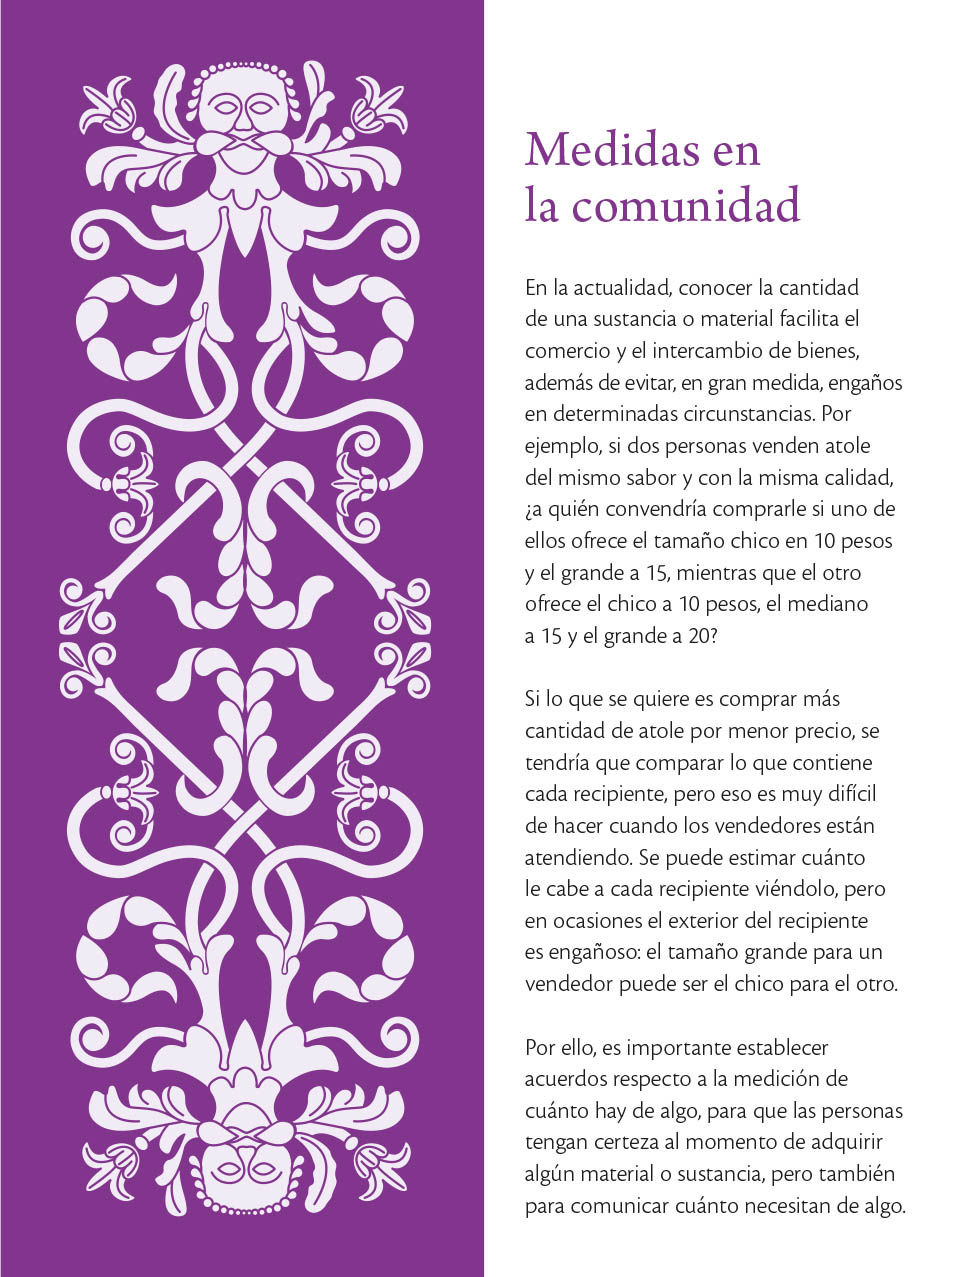 Medidas en
la comunidad
En la actualidad, conocer la cantidad
de una sustancia o material facilita el
comercio y el intercambio de bienes,
además de evitar, en gran medida, engaños
en determinadas circunstancias. Por
ejemplo, si dos personas venden atole
del mismo sabor y con la misma calidad,
¿a quién convendría comprarle si uno de
ellos ofrece el tamaño chico en 10 pesos
y el grande a 15, mientras que el otro
ofrece el chico a 10 pesos, el mediano
a 15 y el grande a 20?
Si lo que se quiere es comprar más
cantidad de atole por menor precio, se
tendría que comparar lo que contiene
cada recipiente, pero eso es muy difícil
de hacer cuando los vendedores están
atendiendo. Se puede estimar cuánto
le cabe a cada recipiente viéndolo, pero
en ocasiones el exterior del recipiente
es engañoso: el tamaño grande para un
vendedor puede ser el chico para el otro.
Por ello, es importante establecer
acuerdos respecto a la medición de
cuánto hay de algo, para que las personas
tengan certeza al momento de adquirir
algún material o sustancia, pero también
para comunicar cuánto necesitan de algo.